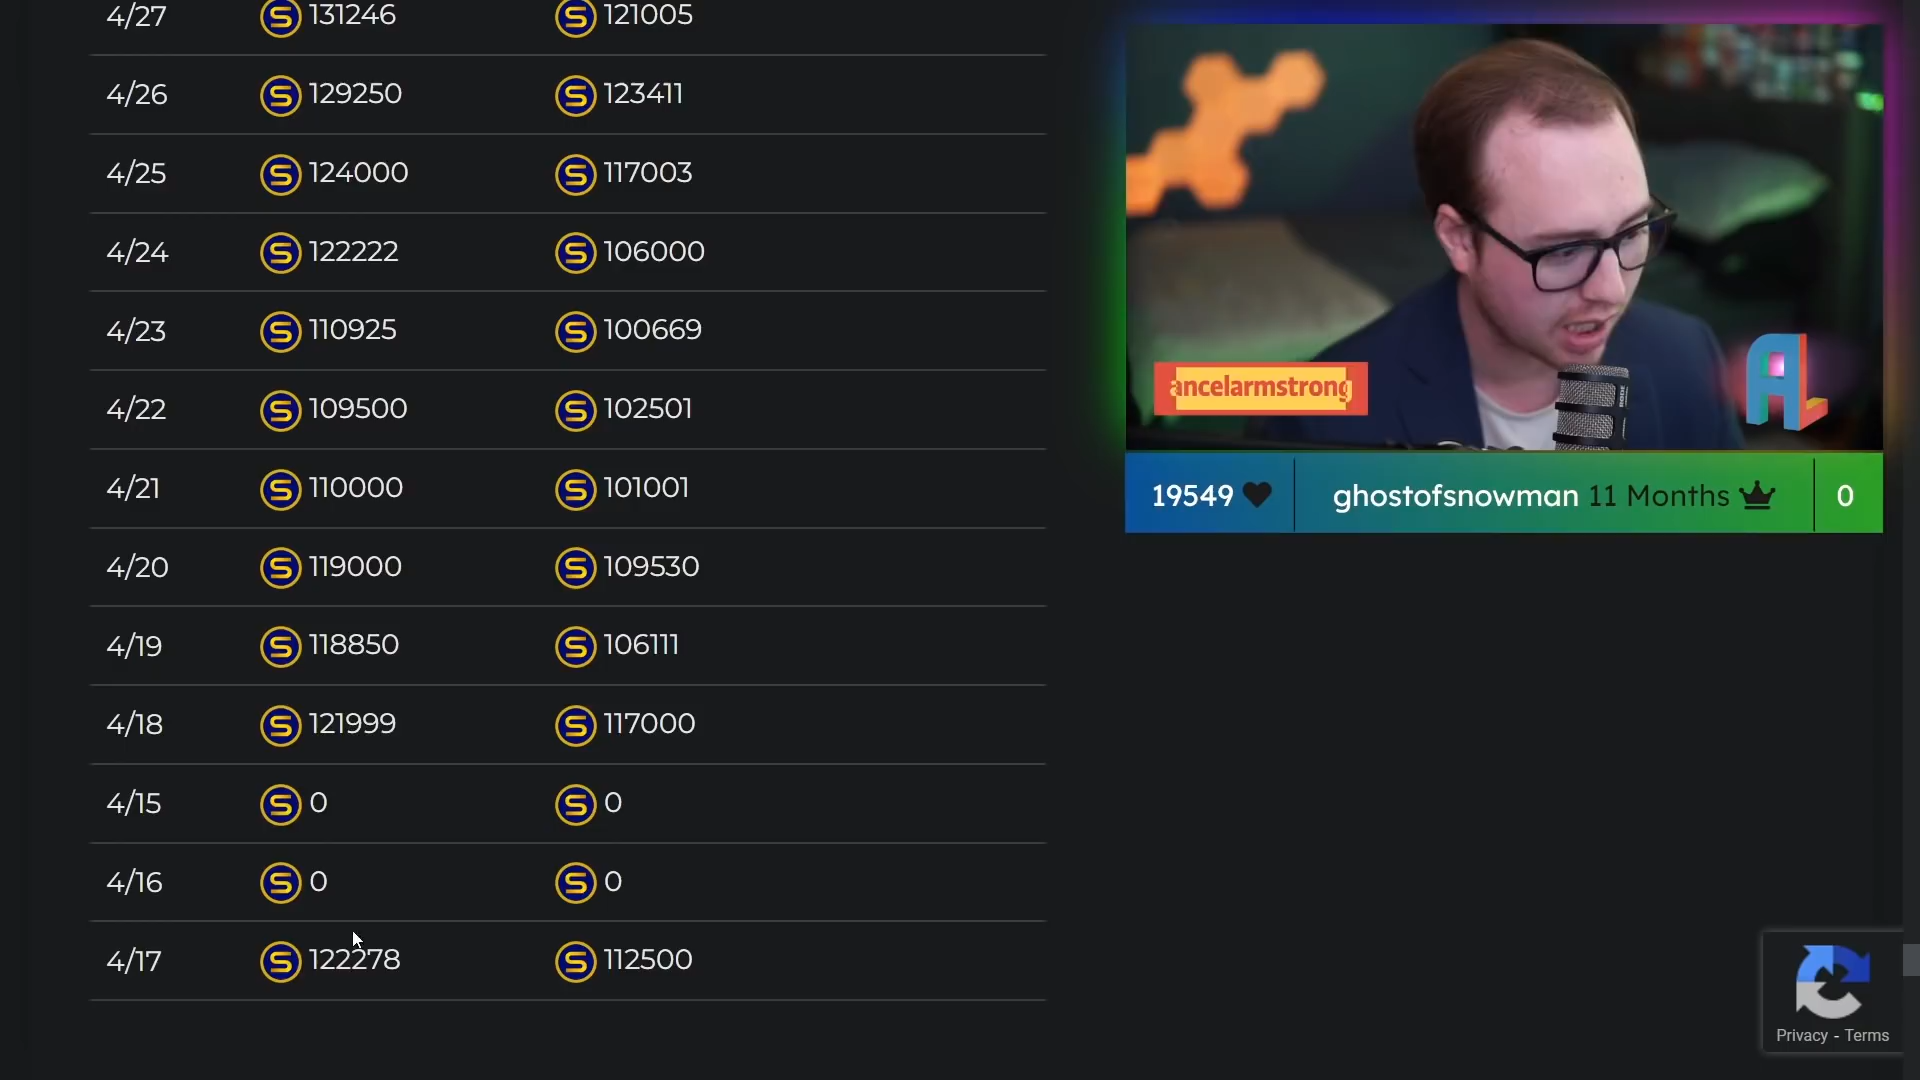 4/27 131246 121005
4/26 129250 123411
4/25 124000 117003
4/24 122222 106000
4/23 110925 100669
4/22 109500 102501
4/21 110000 101001
4/20 119000 109530
4/19 118850 106111
4/18 121999 117000
4/15 0 0
4/16 0 0
4/17 122278 112500
ancelarmstrong
AL
19549 ghostofsnowman 11 Months 0
Privacy - Terms